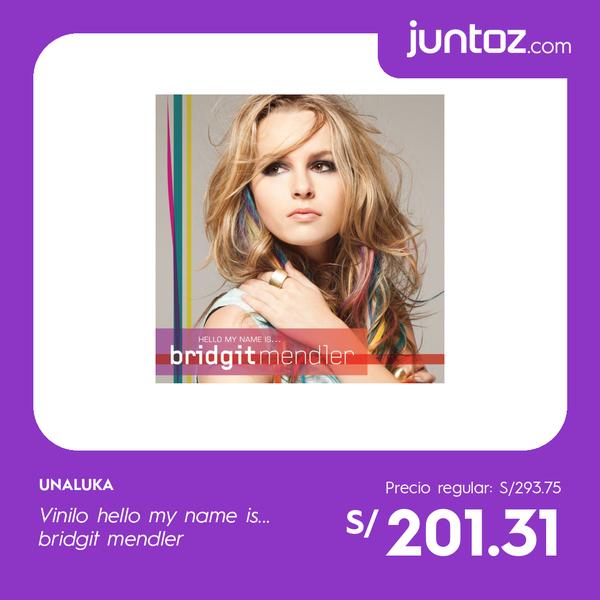 juntoz.com
HELLO MY NAME IS...
bridgit mendler
UNALUKA
Vinilo hello my name is...
bridgit mendler
Precio regular: S/293.75
S/ 201.31